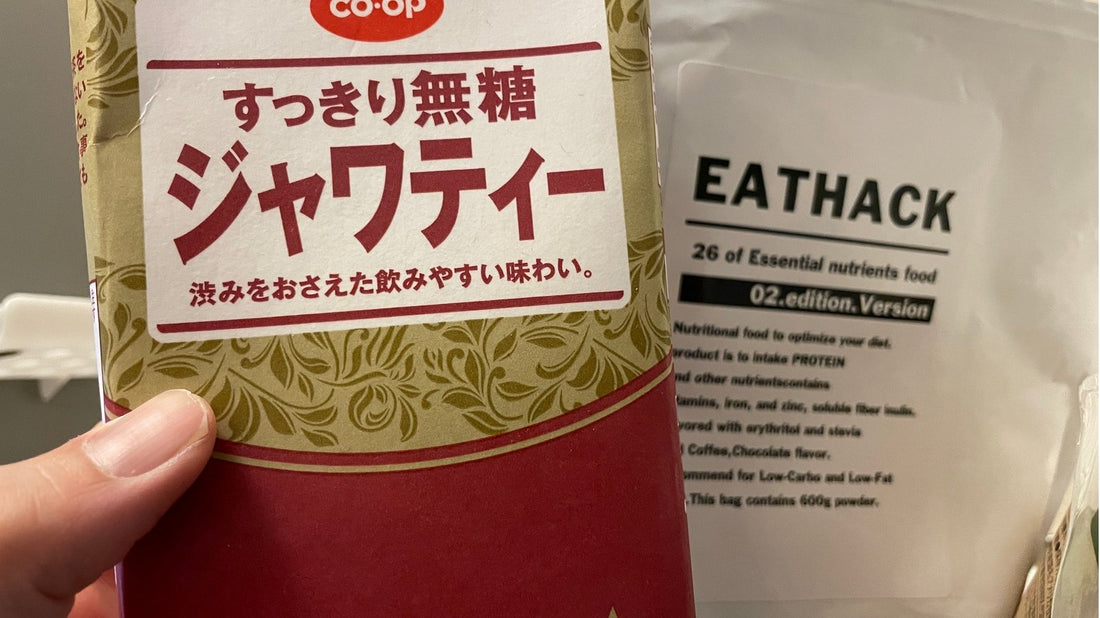 co・op
すっきり無糖
ジャワティー
渋みをおさえた飲みやすい味わい。
EATHACK
26 of Essential nutrients food
02.edition.Version
Nutritional food to optimize your diet.
product is to intake PROTEIN
nd other nutrientscontains
tamins, iron, and zinc, soluble fiber inulin.
vored with erythritol and stevia
Coffee,Chocolate flavor.
ommend for Low-Carbo and Low-Fat
.This bag contains 600g powder.